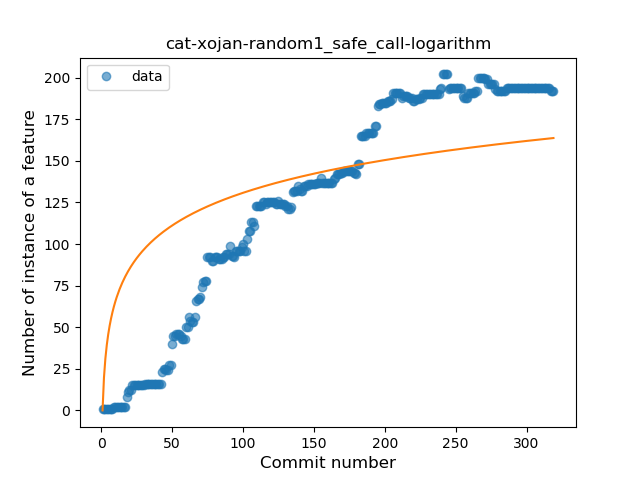 cat-xojan-random1_safe_call-logarithm
data
Number of instance of a feature
200
175
150
125
100
75
50
25
0
0 50 100 150 200 250 300
Commit number